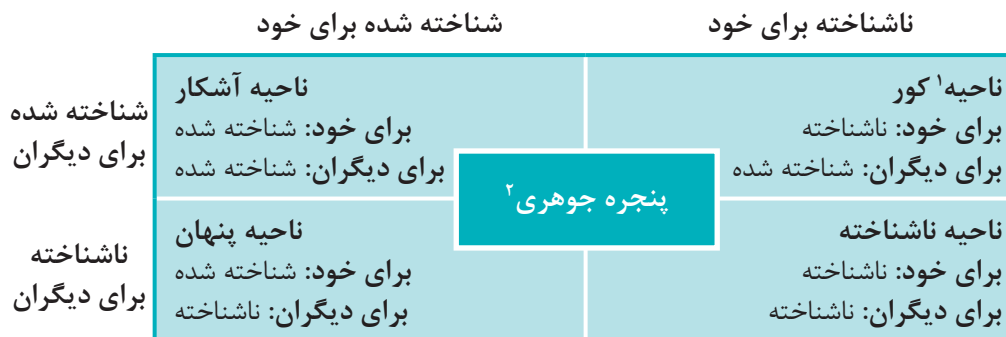 ناشناخته برای خود
شناخته شده برای خود
شناخته شده
برای دیگران
ناحیه¹ کور
برای خود: ناشناخته
برای دیگران: شناخته شده
ناحیه آشکار
برای خود: شناخته شده
برای دیگران: شناخته شده
پنجره جوهری²
ناشناخته
برای دیگران
ناحیه ناشناخته
برای خود: ناشناخته
برای دیگران: ناشناخته
ناحیه پنهان
برای خود: شناخته شده
برای دیگران: ناشناخته